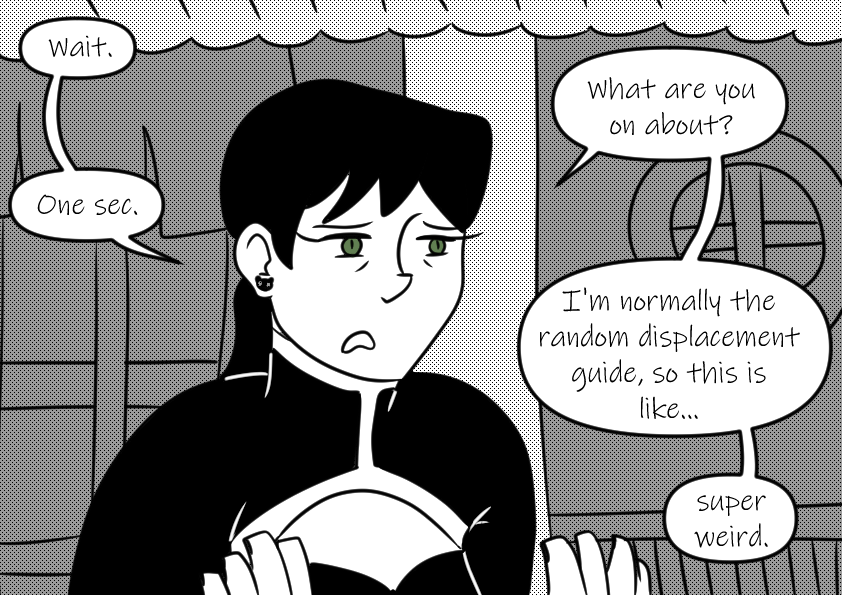 Wait.
One sec.
What are you
on about?
I'm normally the
random displacement
guide, so this is
like...
super
weird.